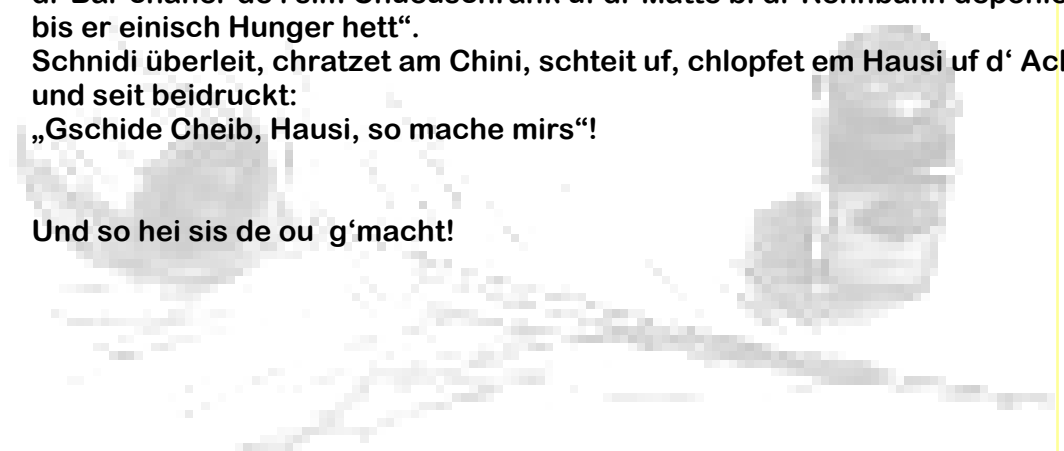 bis er einisch Hunger hett“.
Schnidi überleit, chratzet am Chini, schteit uf, chlopfet em Hausi uf d‘
und seit beidruckt:
„Gschide Cheib, Hausi, so mache mirs“!
Und so hei sis de ou g‘macht!